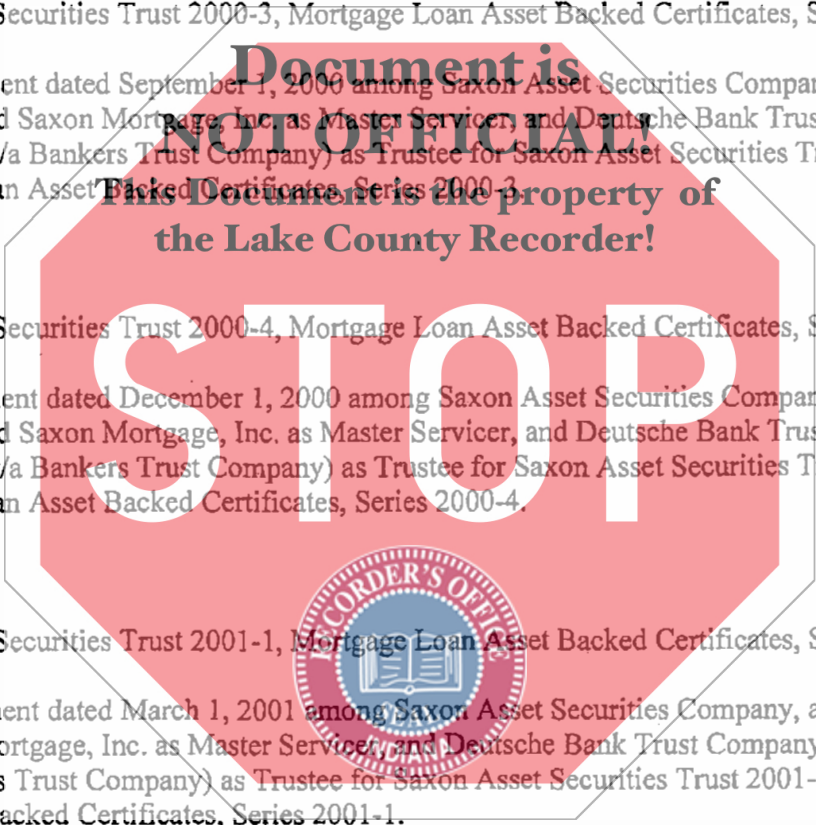 Securities Trust 2000-3, Mortgage Loan Asset Backed Certificates, S
Document is
ent dated September 1, 2000 among Saxon Asset Securities Compan
NOT OFFICIAL!
d Saxon Mortgage, Inc. as Master Servicer, and Deutsche Bank Trus
/a Bankers Trust Company) as Trustee for Saxon Asset Securities T
This Document is the property of
n Asset Backed Certificates, Series 2000-3.
the Lake County Recorder!
Securities Trust 2000-4, Mortgage Loan Asset Backed Certificates, S
STOP
ent dated December 1, 2000 among Saxon Asset Securities Compan
d Saxon Mortgage, Inc. as Master Servicer, and Deutsche Bank Trus
/a Bankers Trust Company) as Trustee for Saxon Asset Securities T
n Asset Backed Certificates, Series 2000-4.
RECORDER'S OFFICE
SEAL
INDIANA
Securities Trust 2001-1, Mortgage Loan Asset Backed Certificates, S
ent dated March 1, 2001 among Saxon Asset Securities Company, a
ortgage, Inc. as Master Servicer, and Deutsche Bank Trust Company
s Trust Company) as Trustee for Saxon Asset Securities Trust 2001-
acked Certificates, Series 2001-1.